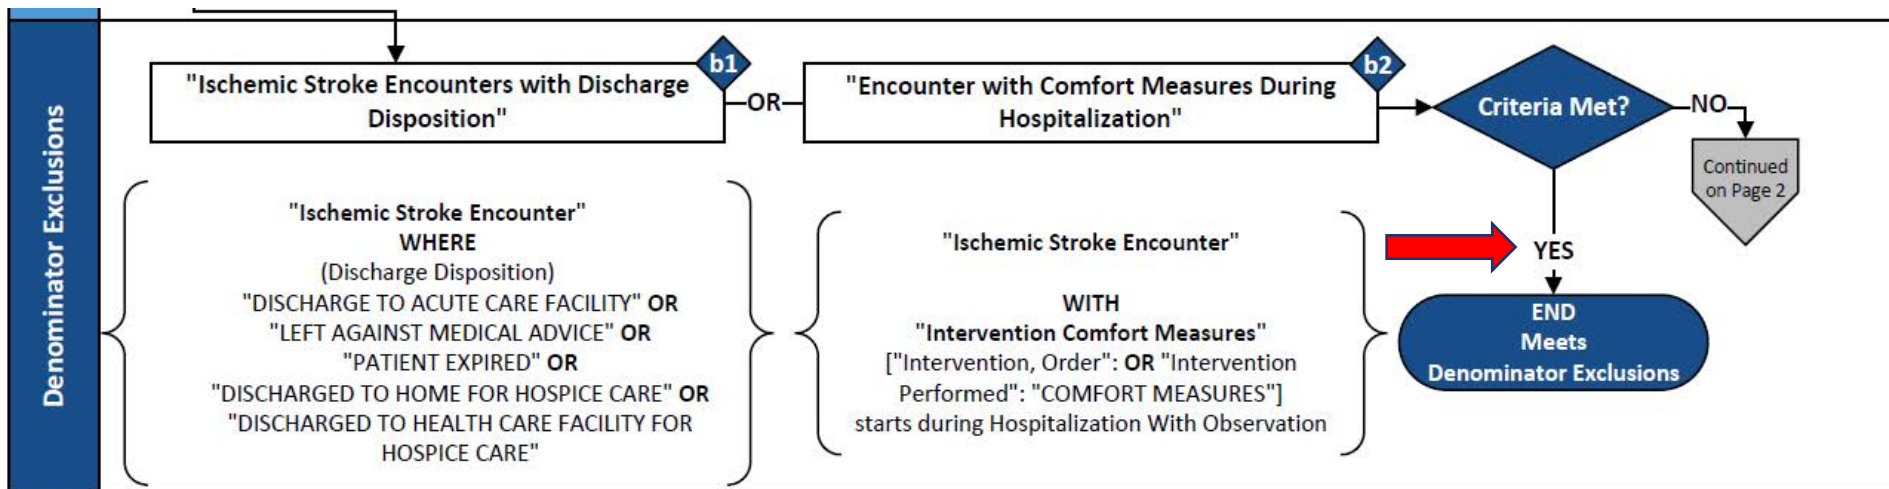 Denominator Exclusions
"Ischemic Stroke Encounters with Discharge
Disposition"
b1
OR
"Encounter with Comfort Measures During
Hospitalization"
b2
Criteria Met?
NO
Continued
on Page 2
"Ischemic Stroke Encounter"
WHERE
(Discharge Disposition)
"DISCHARGE TO ACUTE CARE FACILITY" OR
"LEFT AGAINST MEDICAL ADVICE" OR
"PATIENT EXPIRED" OR
"DISCHARGED TO HOME FOR HOSPICE CARE" OR
"DISCHARGED TO HEALTH CARE FACILITY FOR
HOSPICE CARE"
"Ischemic Stroke Encounter"
WITH
"Intervention Comfort Measures"
["Intervention, Order": OR "Intervention
Performed": "COMFORT MEASURES"]
starts during Hospitalization With Observation
YES
END
Meets
Denominator Exclusions